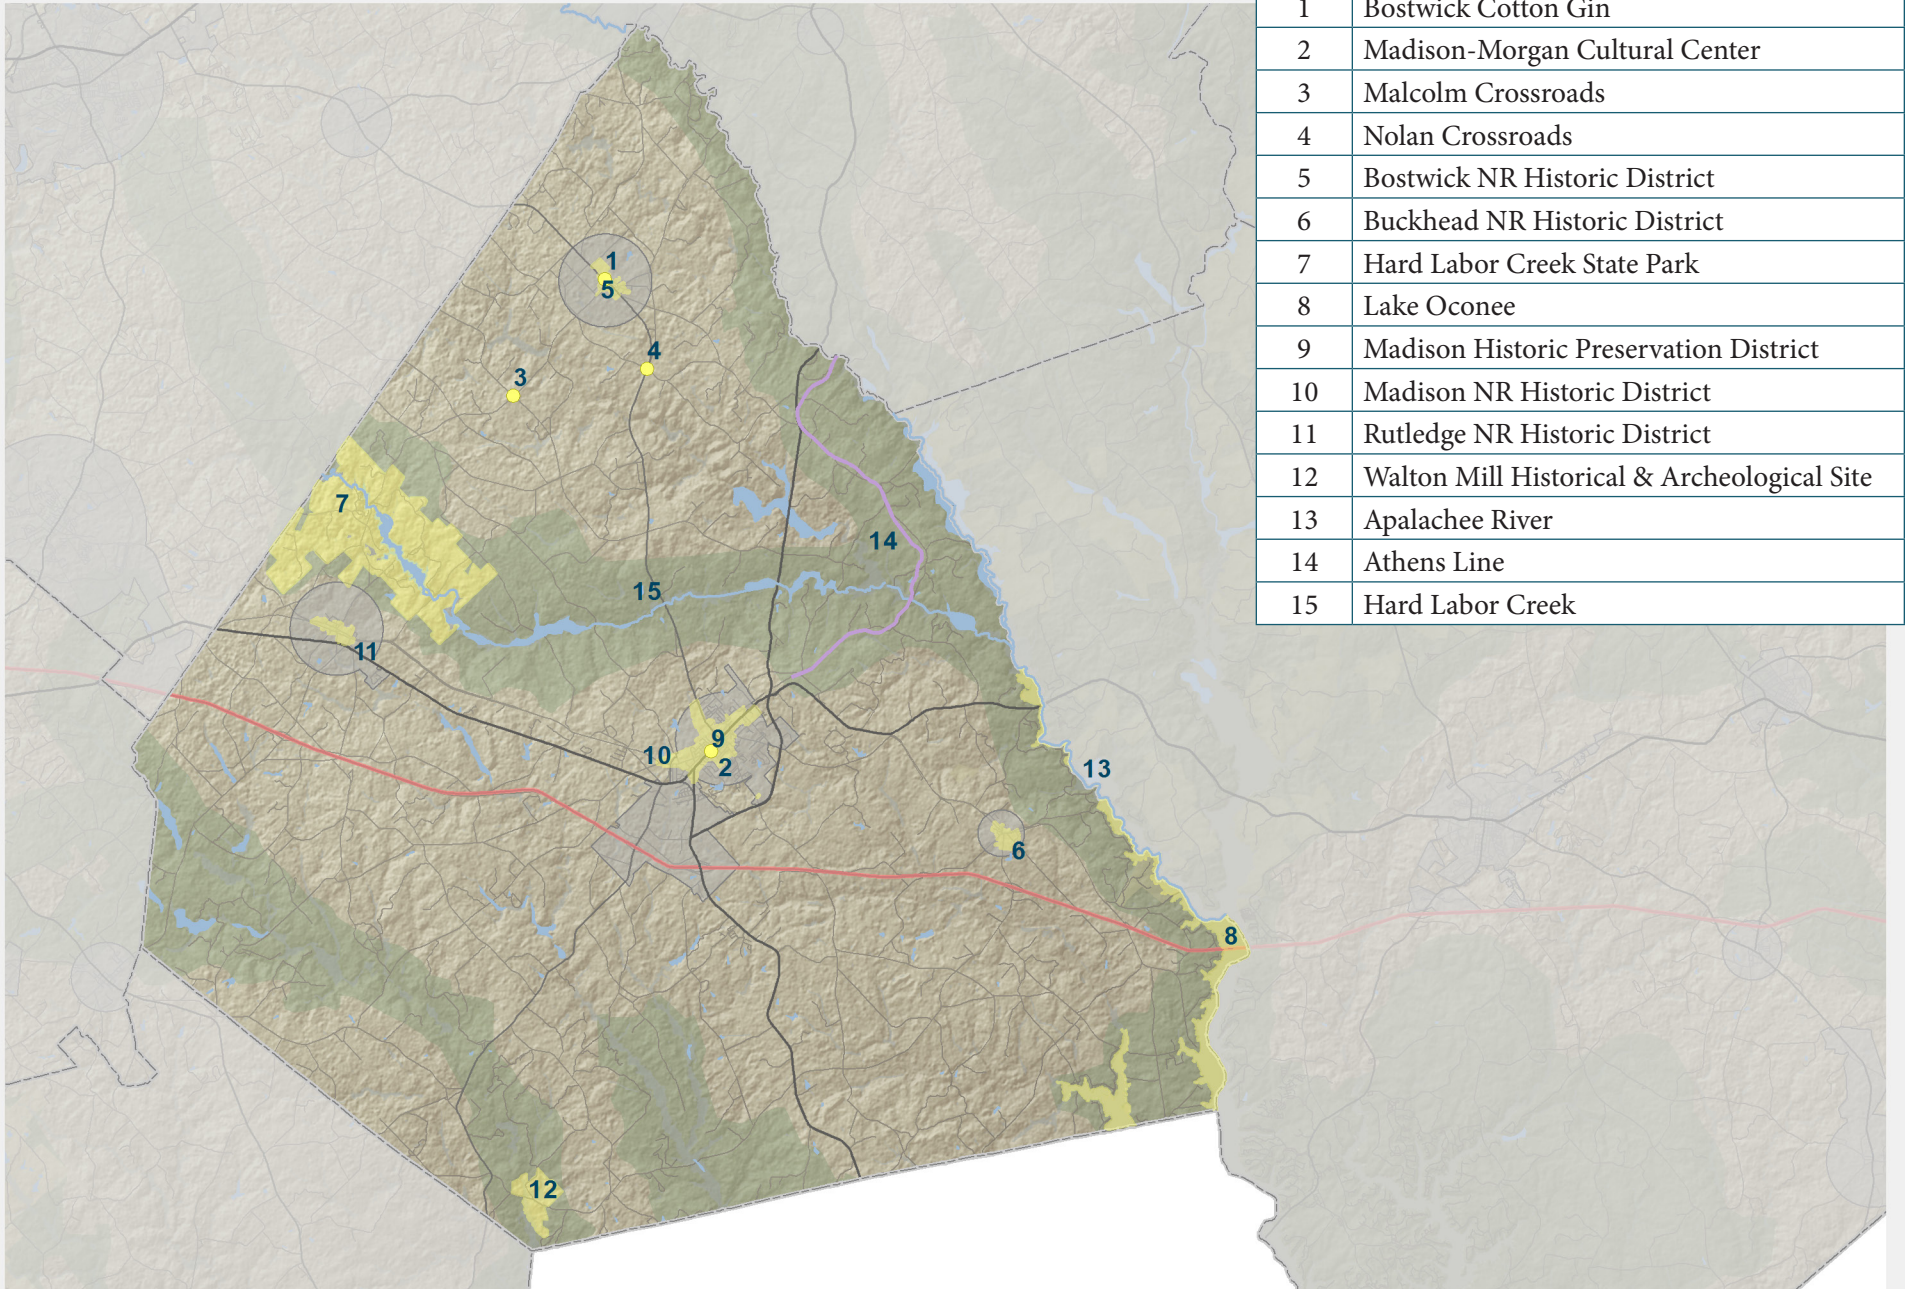 1 Bostwick Cotton Gin
2 Madison-Morgan Cultural Center
3 Malcolm Crossroads
4 Nolan Crossroads
5 Bostwick NR Historic District
6 Buckhead NR Historic District
7 Hard Labor Creek State Park
8 Lake Oconee
9 Madison Historic Preservation District
10 Madison NR Historic District
11 Rutledge NR Historic District
12 Walton Mill Historical & Archeological Site
13 Apalachee River
14 Athens Line
15 Hard Labor Creek
1
5
4
3
7
14
15
11
9
10
2
13
6
8
12